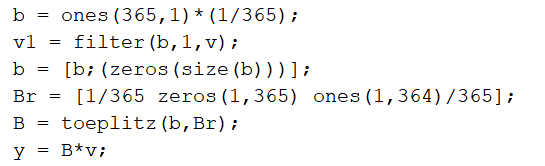 b = ones(365,1)*(1/365);
v1 = filter(b,1,v);
b = [b;(zeros(size(b)))];
Br = [1/365 zeros(1,365) ones(1,364)/365];
B = toeplitz(b,Br);
y = B*v;